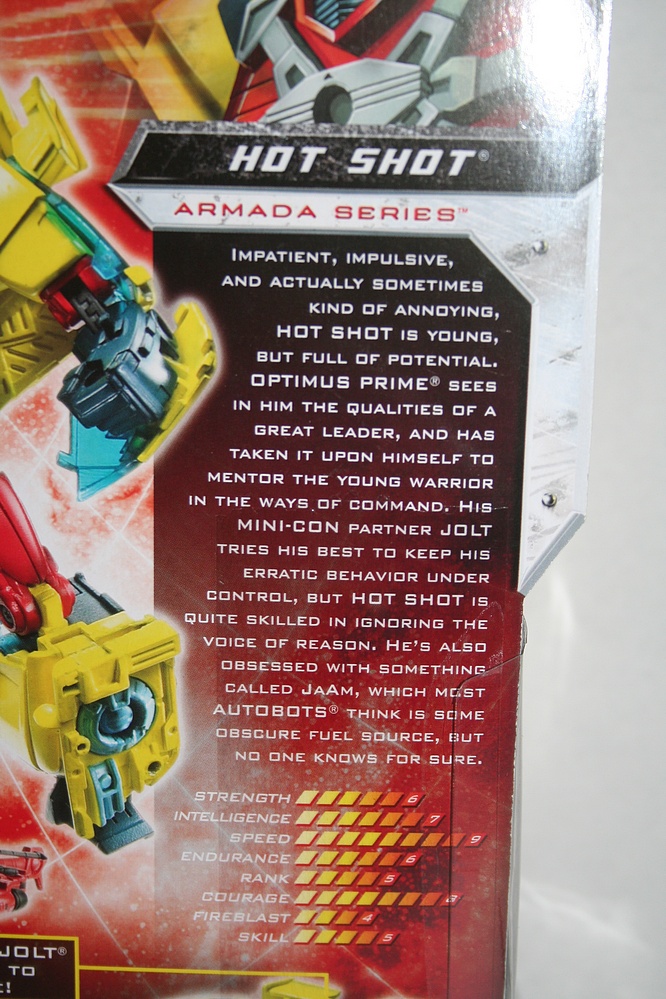 HOT SHOT®
ARMADA SERIES™
IMPATIENT, IMPULSIVE,
AND ACTUALLY SOMETIMES
KIND OF ANNOYING,
HOT SHOT IS YOUNG,
BUT FULL OF POTENTIAL.
OPTIMUS PRIME® SEES
IN HIM THE QUALITIES OF A
GREAT LEADER, AND HAS
TAKEN IT UPON HIMSELF TO
MENTOR THE YOUNG WARRIOR
IN THE WAYS OF COMMAND. HIS
MINI-CON PARTNER JOLT
TRIES HIS BEST TO KEEP HIS
ERRATIC BEHAVIOR UNDER
CONTROL, BUT HOT SHOT IS
QUITE SKILLED IN IGNORING THE
VOICE OF REASON. HE'S ALSO
OBSESSED WITH SOMETHING
CALLED JAAM, WHICH MOST
AUTOBOTS® THINK IS SOME
OBSCURE FUEL SOURCE, BUT
NO ONE KNOWS FOR SURE.
STRENGTH 6
INTELLIGENCE 7
SPEED 9
ENDURANCE 6
RANK 5
COURAGE 8
FIREBLAST 4
SKILL 5
JOLT®
TO